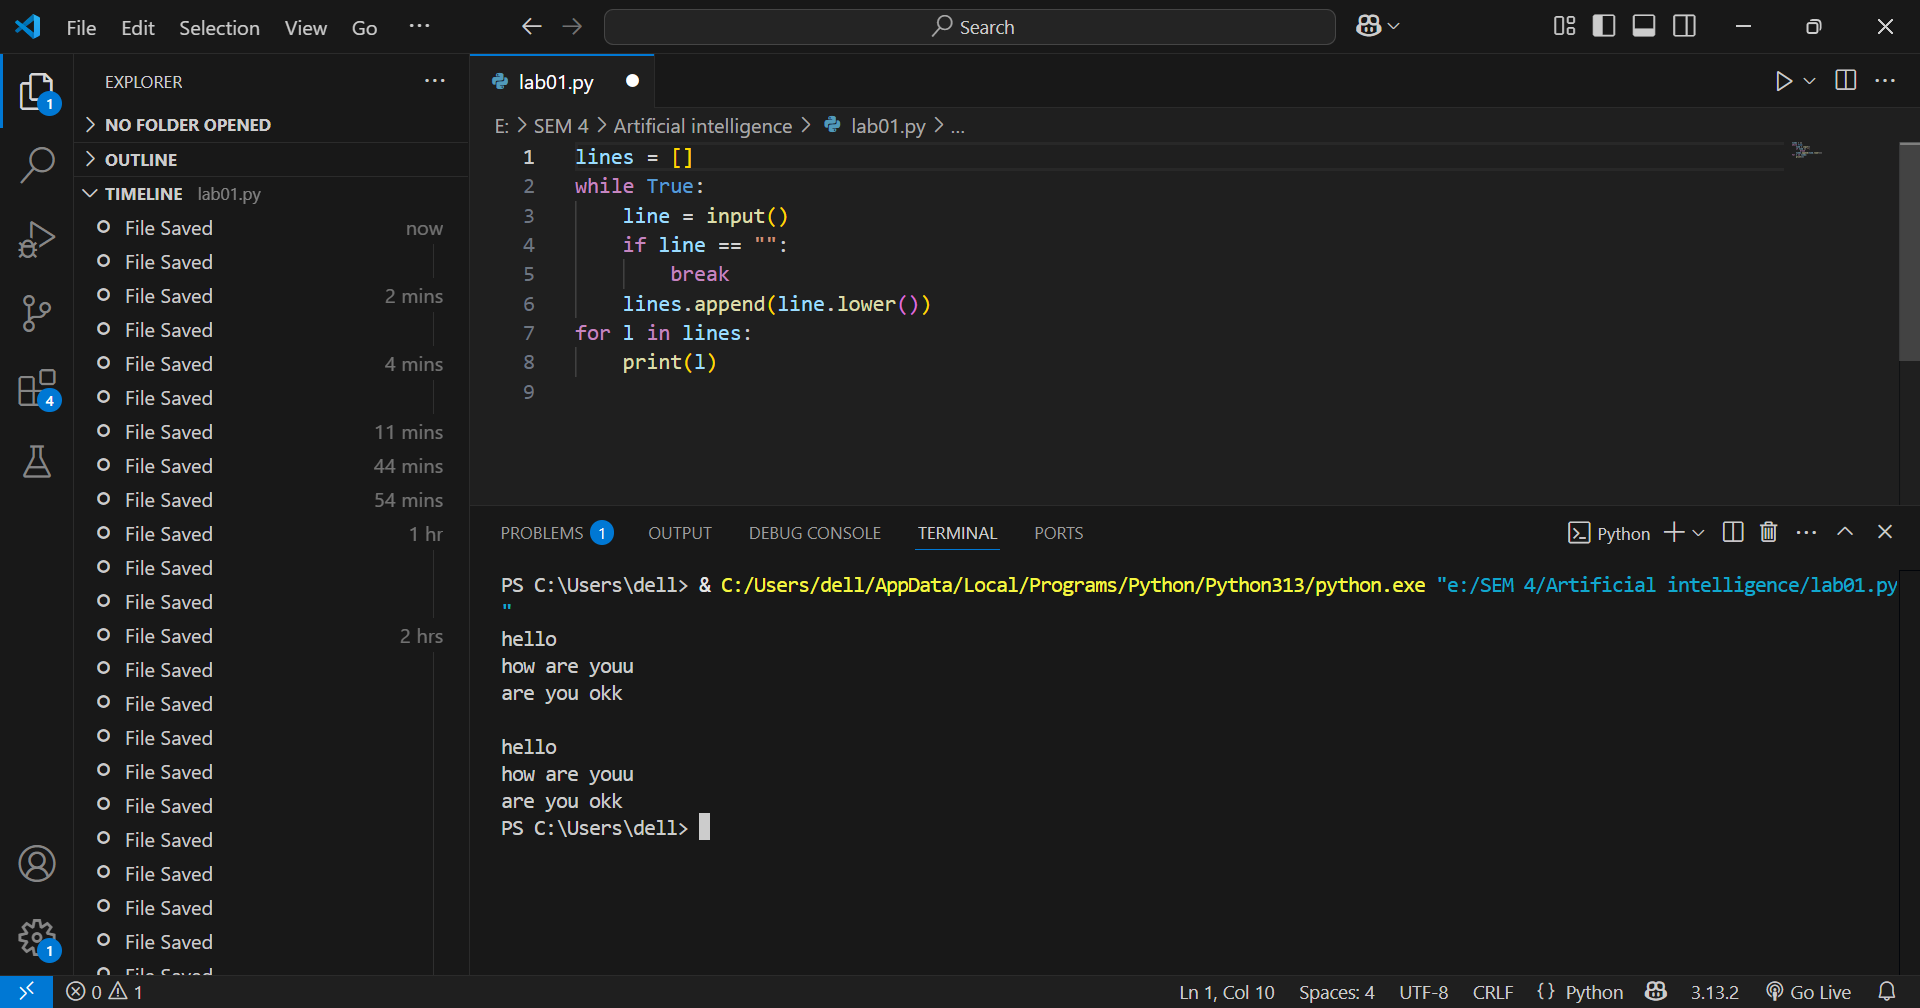 File Edit Selection View Go ···
Search
EXPLORER ···
NO FOLDER OPENED
OUTLINE
TIMELINE lab01.py
File Saved now
File Saved
File Saved 2 mins
File Saved
File Saved 4 mins
File Saved
File Saved 11 mins
File Saved 44 mins
File Saved 54 mins
File Saved 1 hr
File Saved
File Saved
File Saved 2 hrs
File Saved
File Saved
File Saved
File Saved
File Saved
File Saved
File Saved
File Saved
File Saved
File Saved
1
4
1
lab01.py
E: > SEM 4 > Artificial intelligence > lab01.py > ...
1 lines = []
2 while True:
3     line = input()
4     if line == "":
5         break
6     lines.append(line.lower())
7 for l in lines:
8     print(l)
9
PROBLEMS 1 OUTPUT DEBUG CONSOLE TERMINAL PORTS Python
PS C:\Users\dell> & C:/Users/dell/AppData/Local/Programs/Python/Python313/python.exe "e:/SEM 4/Artificial intelligence/lab01.py
"
hello
how are youu
are you okk
hello
how are youu
are you okk
PS C:\Users\dell>
0 1 Ln 1, Col 10 Spaces: 4 UTF-8 CRLF {} Python 3.13.2 Go Live